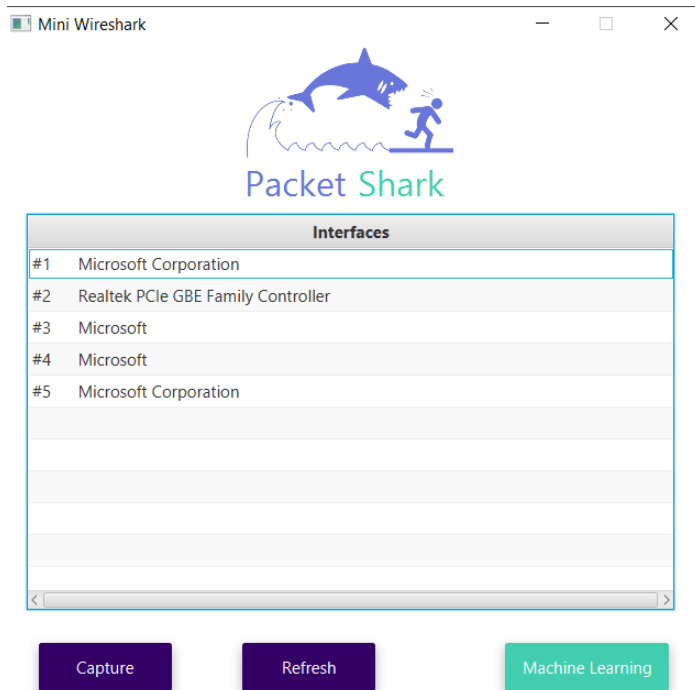 Mini Wireshark
Packet Shark
Interfaces
#1 Microsoft Corporation
#2 Realtek PCIe GBE Family Controller
#3 Microsoft
#4 Microsoft
#5 Microsoft Corporation
Capture Refresh Machine Learning